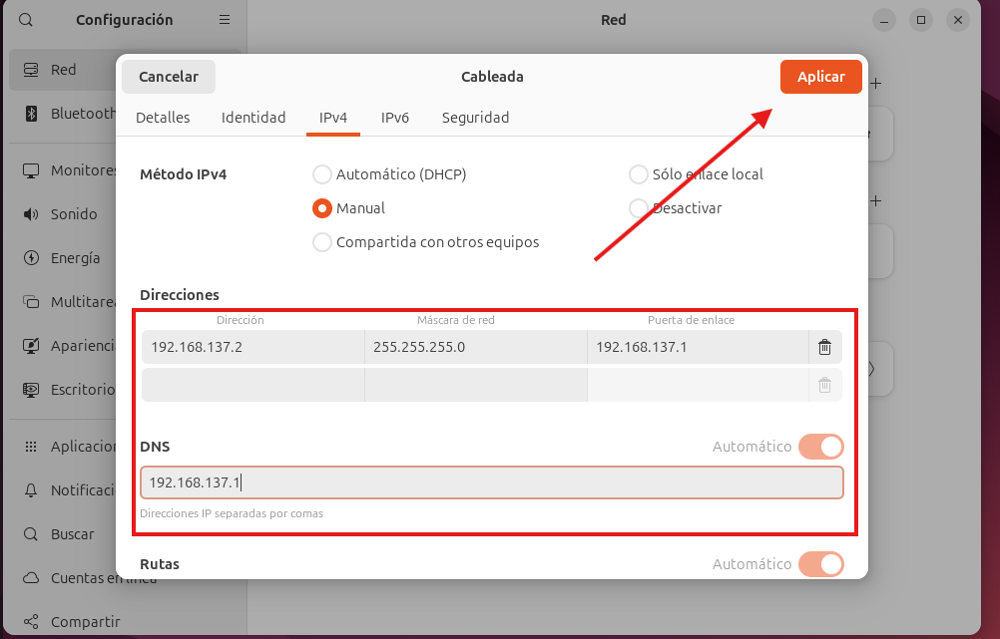 Configuración
Red
Cancelar
Cableada
Aplicar
Detalles
Identidad
IPv4
IPv6
Seguridad
Método IPv4
Automático (DHCP)
Sólo enlace local
Manual
Desactivar
Compartida con otros equipos
Direcciones
Dirección
Máscara de red
Puerta de enlace
192.168.137.2
255.255.255.0
192.168.137.1
DNS
Automático
192.168.137.1
Direcciones IP separadas por comas
Rutas
Automático
Red
Bluetooth
Monitores
Sonido
Energía
Multitarea
Aparienci
Escritorio
Aplicacion
Notificaci
Buscar
Cuentas en línea
Compartir